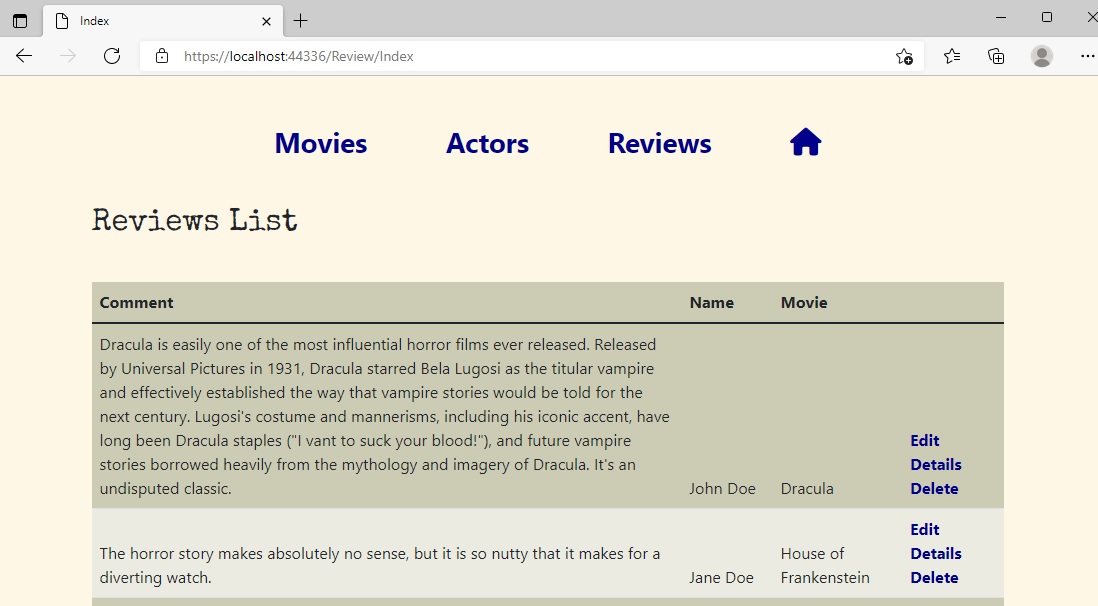 Index
https://localhost:44336/Review/Index
Movies Actors Reviews
Reviews List
Comment Name Movie
Dracula is easily one of the most influential horror films ever released. Released
by Universal Pictures in 1931, Dracula starred Bela Lugosi as the titular vampire
and effectively established the way that vampire stories would be told for the
next century. Lugosi's costume and mannerisms, including his iconic accent, have
long been Dracula staples ("I vant to suck your blood!"), and future vampire
stories borrowed heavily from the mythology and imagery of Dracula. It's an
undisputed classic.
John Doe
Dracula
Edit
Details
Delete
The horror story makes absolutely no sense, but it is so nutty that it makes for a
diverting watch.
Jane Doe
House of
Frankenstein
Edit
Details
Delete